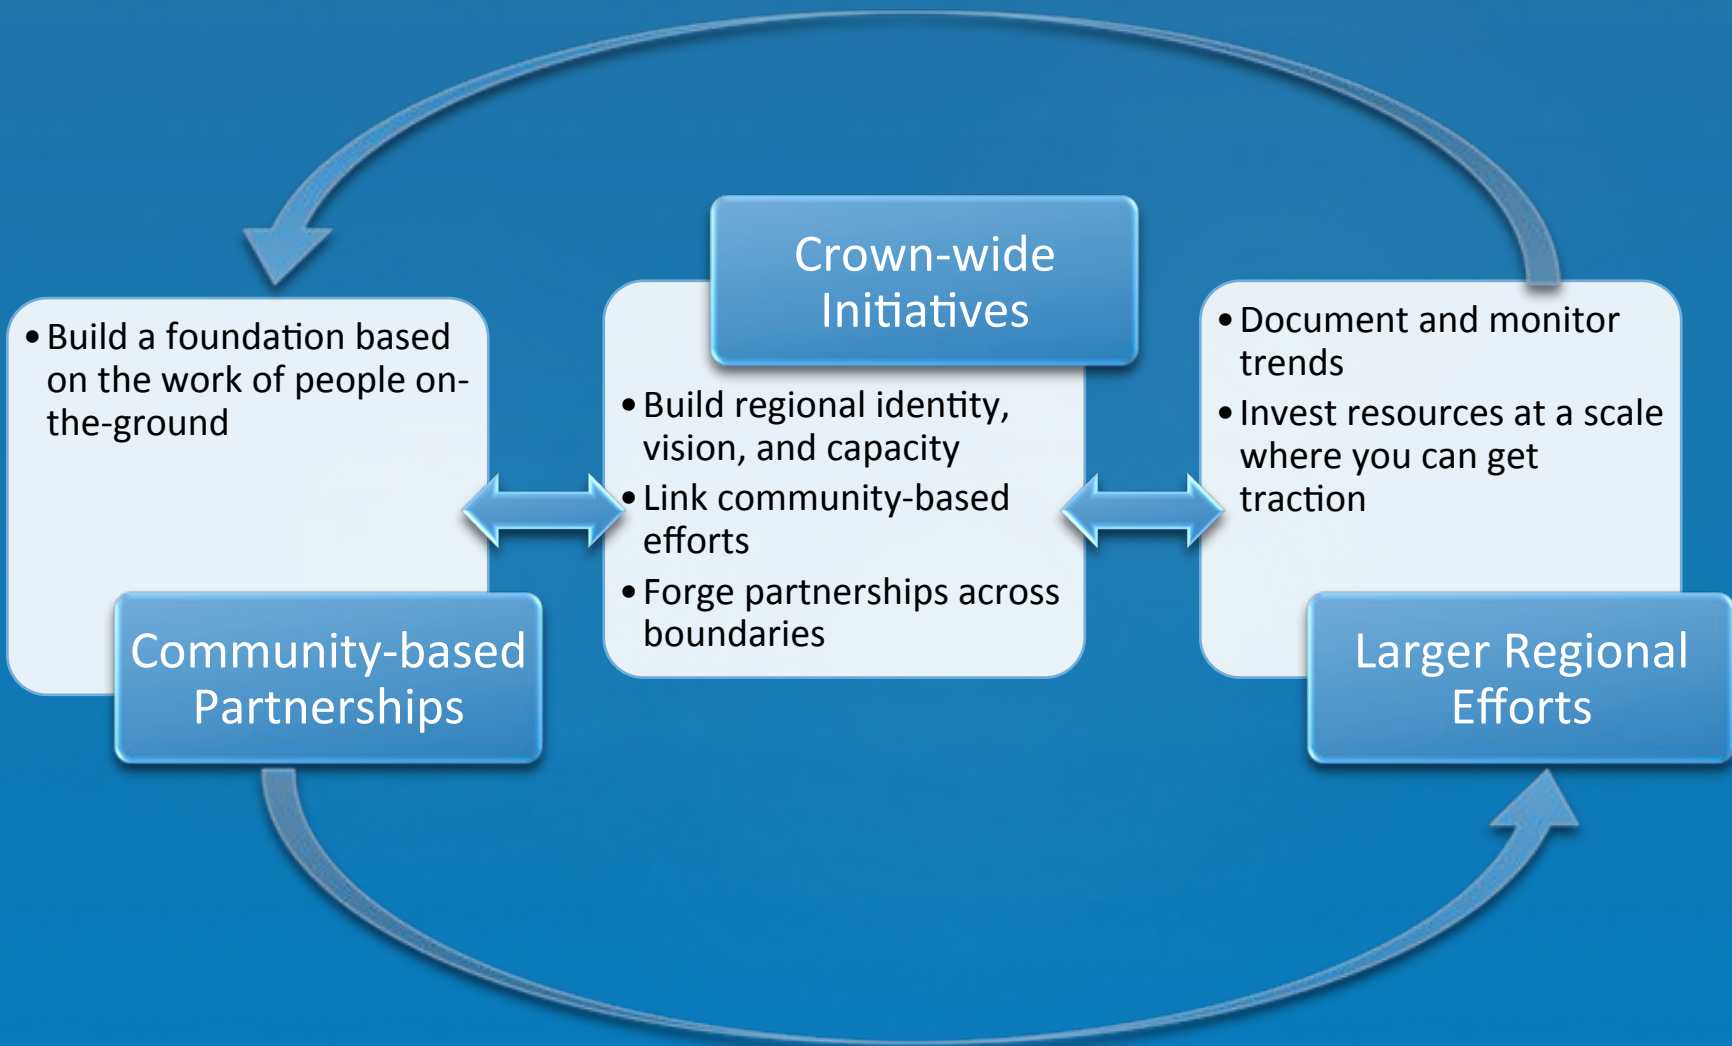 • Build a foundation based
on the work of people on-
the-ground
Community-based
Partnerships
Crown-wide
Initiatives
• Build regional identity,
vision, and capacity
• Link community-based
efforts
• Forge partnerships across
boundaries
• Document and monitor
trends
• Invest resources at a scale
where you can get
traction
Larger Regional
Efforts